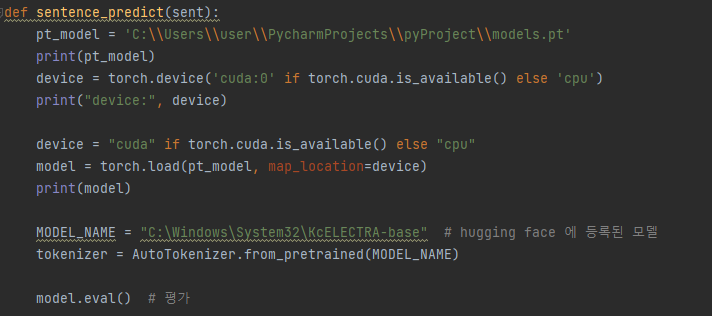 def sentence_predict(sent):
pt_model = 'C:\\Users\\user\\PycharmProjects\\pyProject\\models.pt'
print(pt_model)
device = torch.device('cuda:0' if torch.cuda.is_available() else 'cpu')
print("device:", device)
device = "cuda" if torch.cuda.is_available() else "cpu"
model = torch.load(pt_model, map_location=device)
print(model)
MODEL_NAME = "C:\Windows\System32\KcELECTRA-base"  # hugging face 에 등록된 모델
tokenizer = AutoTokenizer.from_pretrained(MODEL_NAME)
model.eval()  # 평가